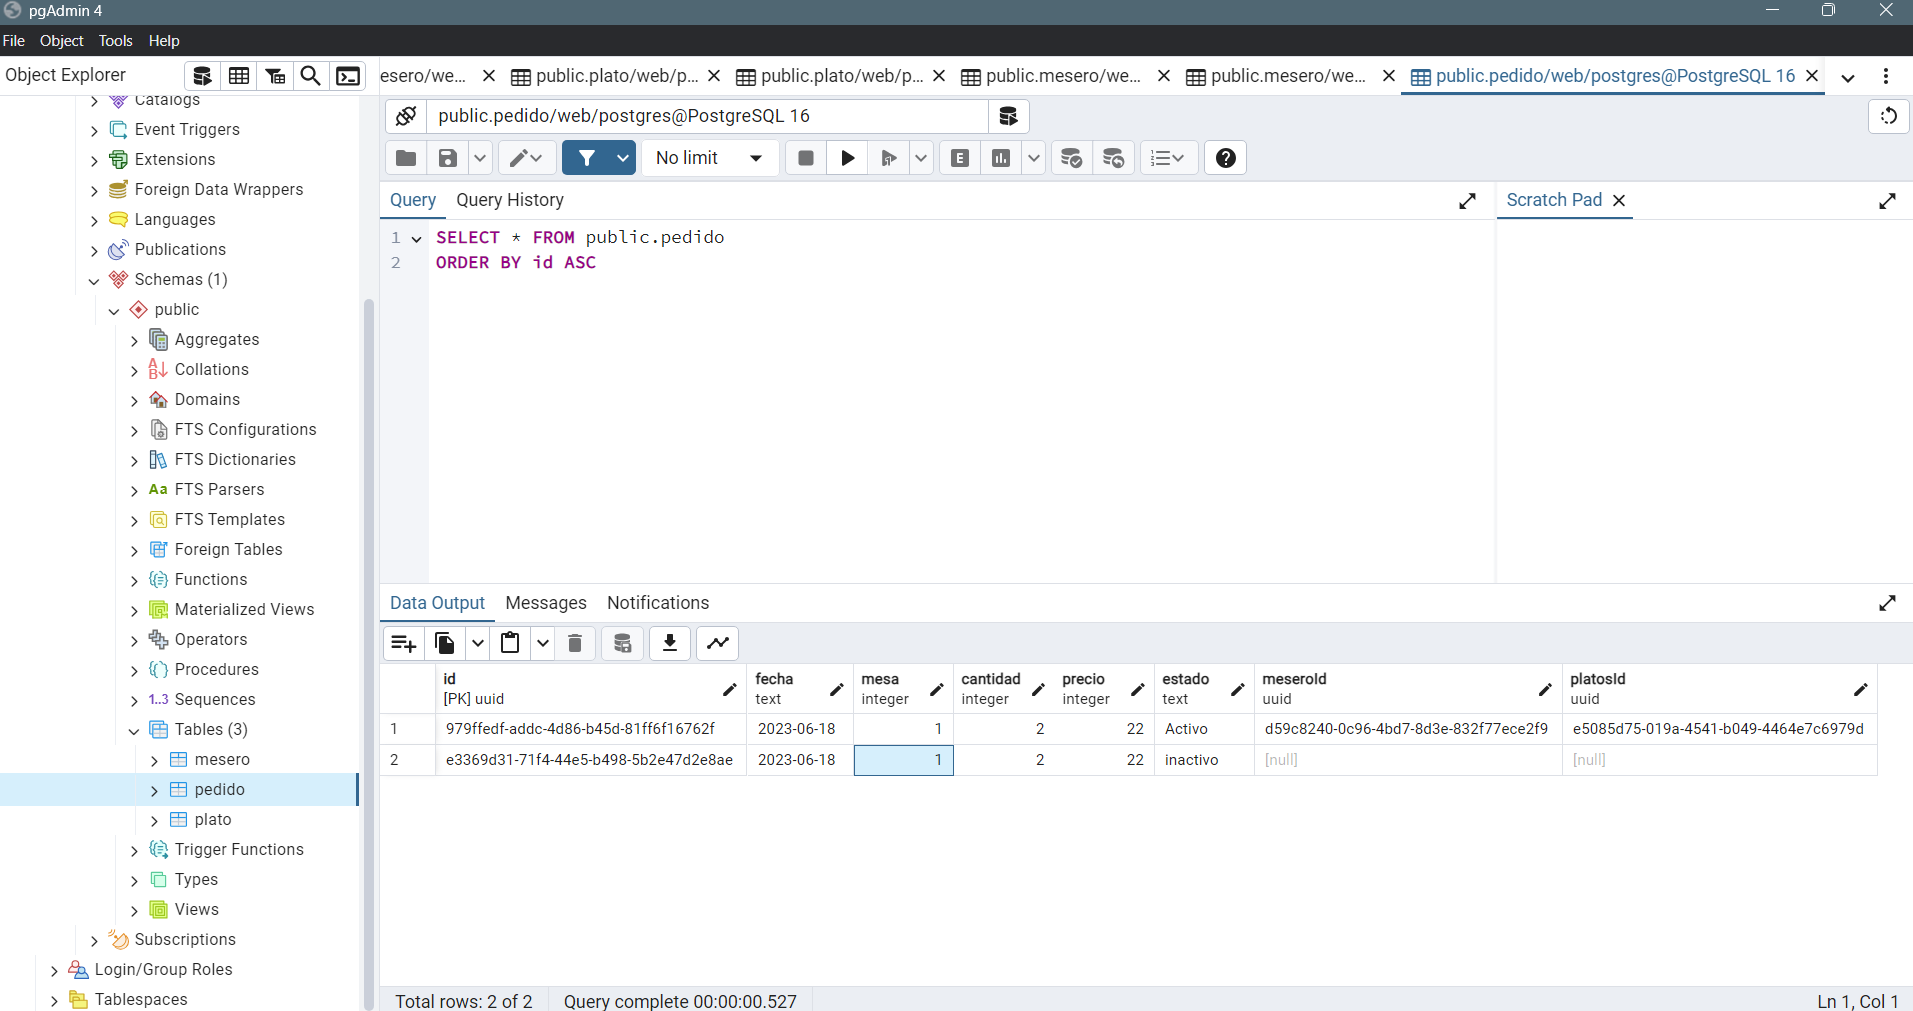 pgAdmin 4
File Object Tools Help
Object Explorer
esero/we... public.plato/web/p... public.plato/web/p... public.mesero/we... public.mesero/we... public.pedido/web/postgres@PostgreSQL 16
public.pedido/web/postgres@PostgreSQL 16
No limit
Query Query History
Scratch Pad
1 SELECT * FROM public.pedido
2 ORDER BY id ASC
Catalogs
Event Triggers
Extensions
Foreign Data Wrappers
Languages
Publications
Schemas (1)
public
Aggregates
Collations
Domains
FTS Configurations
FTS Dictionaries
Aa FTS Parsers
FTS Templates
Foreign Tables
Functions
Materialized Views
Operators
Procedures
1..3 Sequences
Tables (3)
mesero
pedido
plato
Trigger Functions
Types
Views
Subscriptions
Login/Group Roles
Tablespaces
Data Output Messages Notifications
id fecha mesa cantidad precio estado meseroId platosId
[PK] uuid text integer integer integer text uuid uuid
1 979ffedf-addc-4d86-b45d-81ff6f16762f 2023-06-18 1 2 22 Activo d59c8240-0c96-4bd7-8d3e-832f77ece2f9 e5085d75-019a-4541-b049-4464e7c6979d
2 e3369d31-71f4-44e5-b498-5b2e47d2e8ae 2023-06-18 1 2 22 inactivo [null] [null]
Total rows: 2 of 2 Query complete 00:00:00.527 Ln 1, Col 1